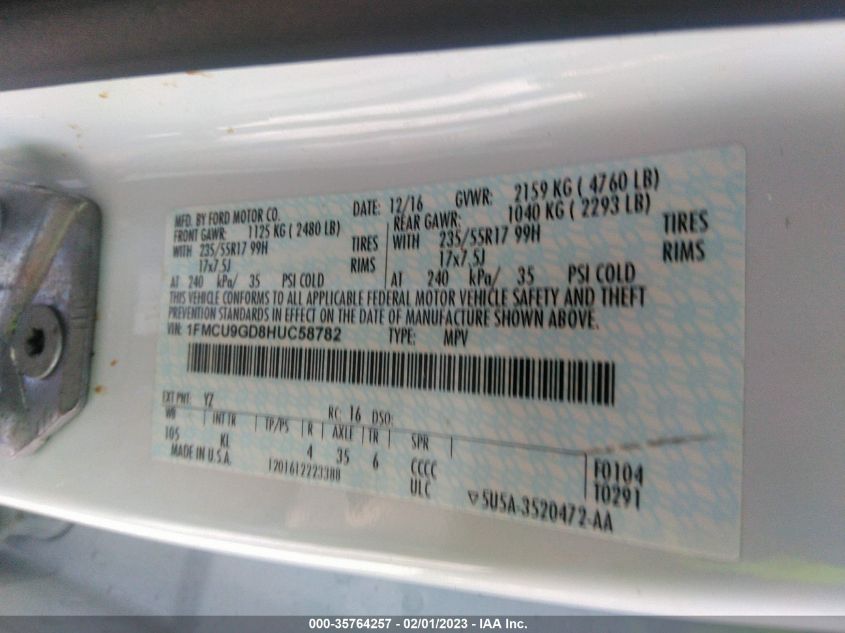 MFD. BY FORD MOTOR CO.
DATE: 12/16 GVWR: 2159 KG ( 4760 LB)
FRONT GAWR: 1125 KG ( 2480 LB) REAR GAWR: 1040 KG ( 2293 LB)
WITH 235/55R17 99H TIRES WITH 235/55R17 99H TIRES
17x7.5J RIMS 17x7.5J RIMS
AT 240 kPa/ 35 PSI COLD AT 240 kPa/ 35 PSI COLD
THIS VEHICLE CONFORMS TO ALL APPLICABLE FEDERAL MOTOR VEHICLE SAFETY AND THEFT
PREVENTION STANDARDS IN EFFECT ON THE DATE OF MANUFACTURE SHOWN ABOVE.
VIN: 1FMCU9GD8HUC58782 TYPE: MPV
EXT PNT: YZ RC: 16 DSO:
WB INT TR TP/PS R AXLE TR SPR
105 KL 4 35 6 CCCC F0104
MADE IN U.S.A. 1201612223388 ULC T0291
▽5U5A-3520472-AA
000-35764257 - 02/01/2023 - IAA Inc.